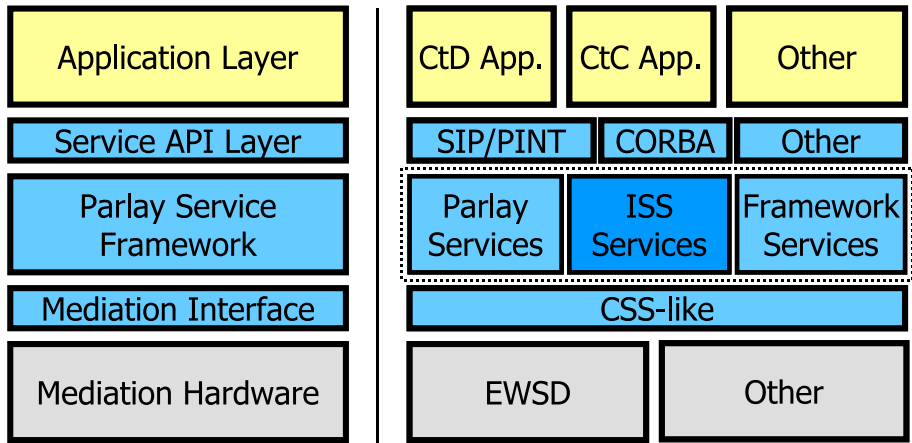 Application Layer
CtD App.
CtC App.
Other
Service API Layer
SIP/PINT
CORBA
Other
Parlay Service
Framework
Parlay
Services
ISS
Services
Framework
Services
Mediation Interface
CSS-like
Mediation Hardware
EWSD
Other